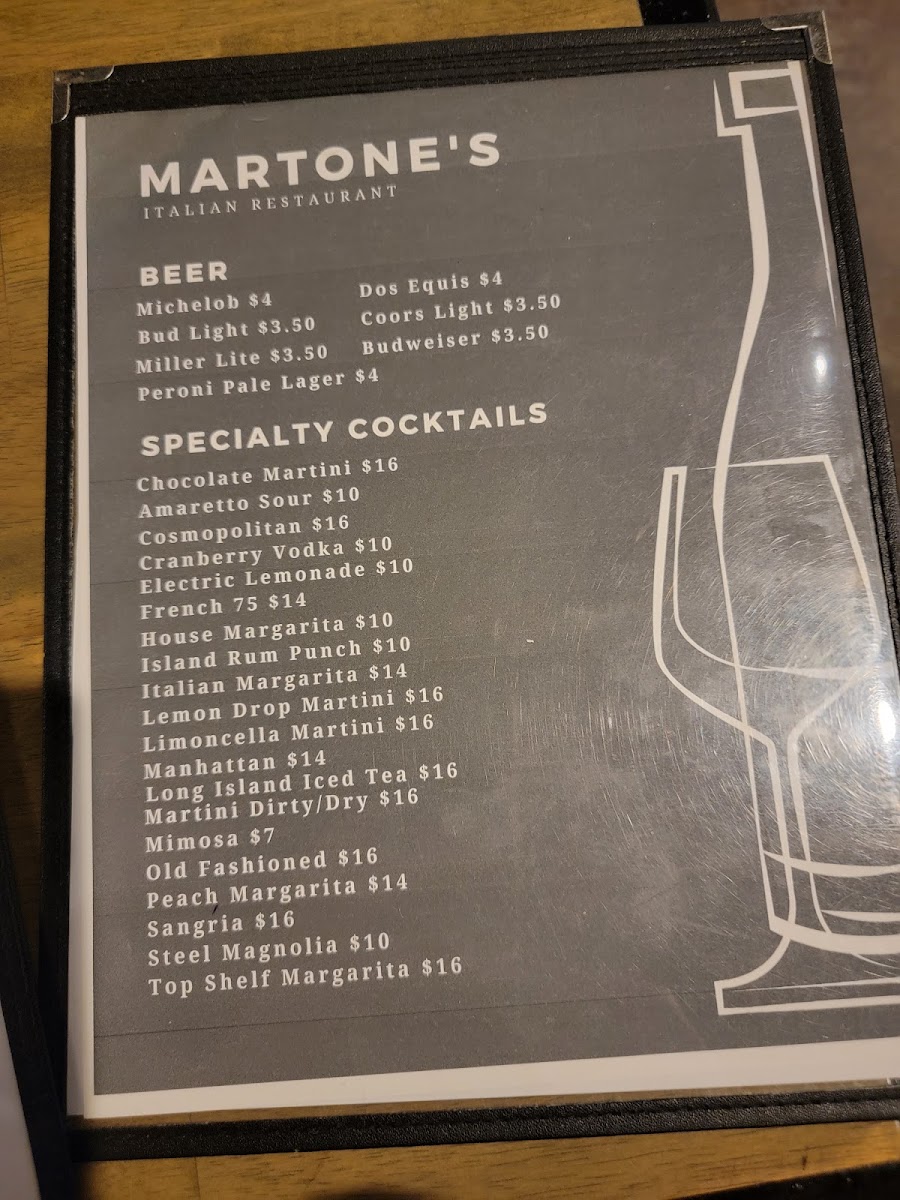 MARTONE'S
ITALIAN RESTAURANT
BEER
Michelob $4
Bud Light $3.50
Miller Lite $3.50
Peroni Pale Lager $4
Dos Equis $4
Coors Light $3.50
Budweiser $3.50
SPECIALTY COCKTAILS
Chocolate Martini $16
Amaretto Sour $10
Cosmopolitan $16
Cranberry Vodka $10
Electric Lemonade $10
French 75 $14
House Margarita $10
Island Rum Punch $10
Italian Margarita $14
Lemon Drop Martini $16
Limoncella Martini $16
Manhattan $14
Long Island Iced Tea $16
Martini Dirty/Dry $16
Mimosa $7
Old Fashioned $16
Peach Margarita $14
Sangria $16
Steel Magnolia $10
Top Shelf Margarita $16